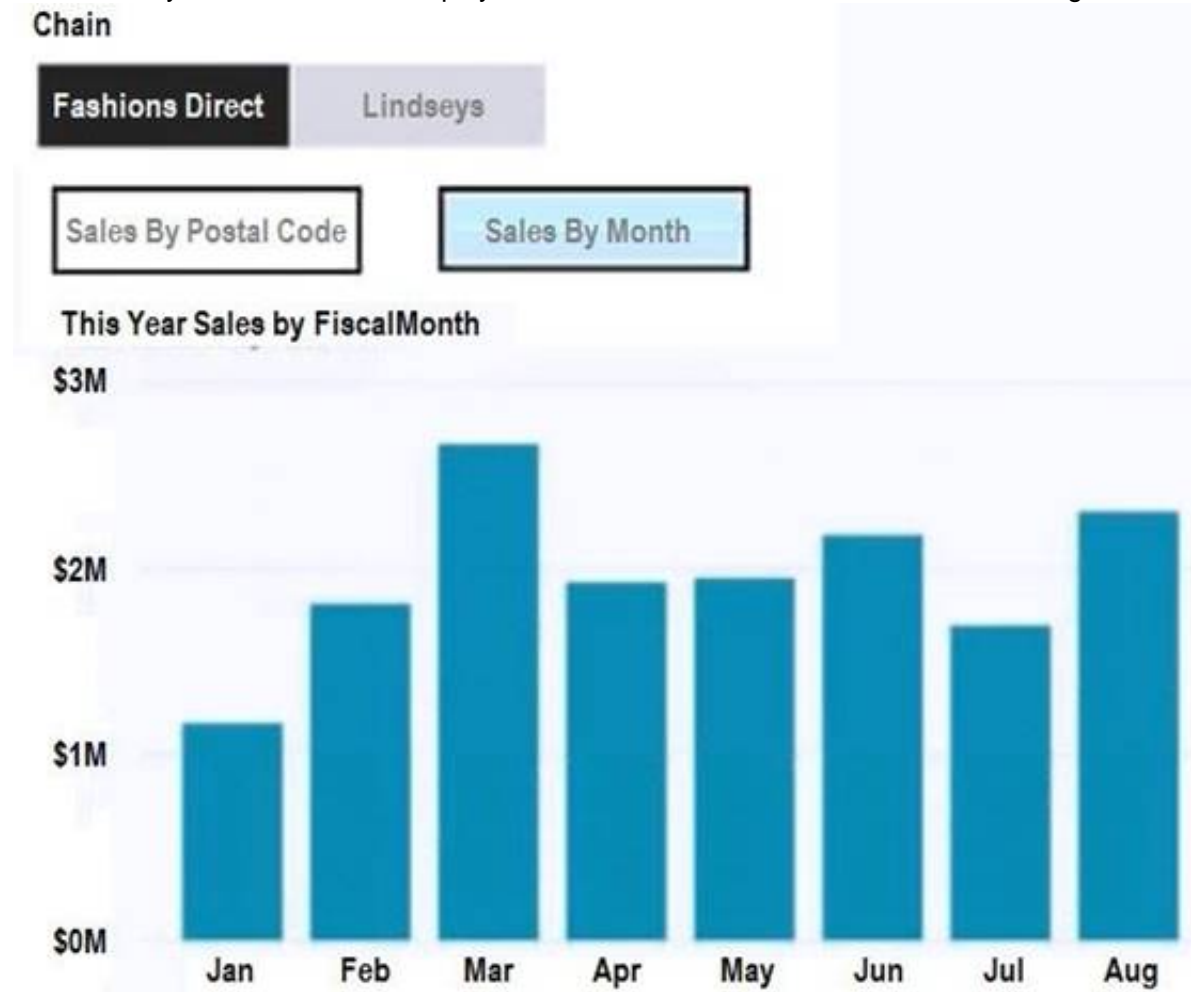 Chain
Fashions Direct Lindseys
Sales By Postal Code Sales By Month
This Year Sales by FiscalMonth
$3M
$2M
$1M
$0M
Jan Feb Mar Apr May Jun Jul Aug